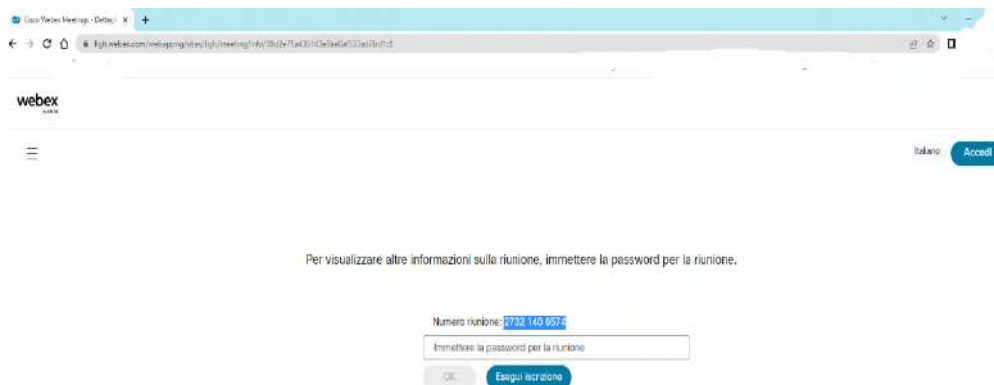 Cisco Webex Meetings - Dettagli
webex
Italiano
Accedi
Per visualizzare altre informazioni sulla riunione, immettere la password per la riunione.
Numero riunione: 2732 140 6574
Immettere la password per la riunione
OK
Esegui iscrizione